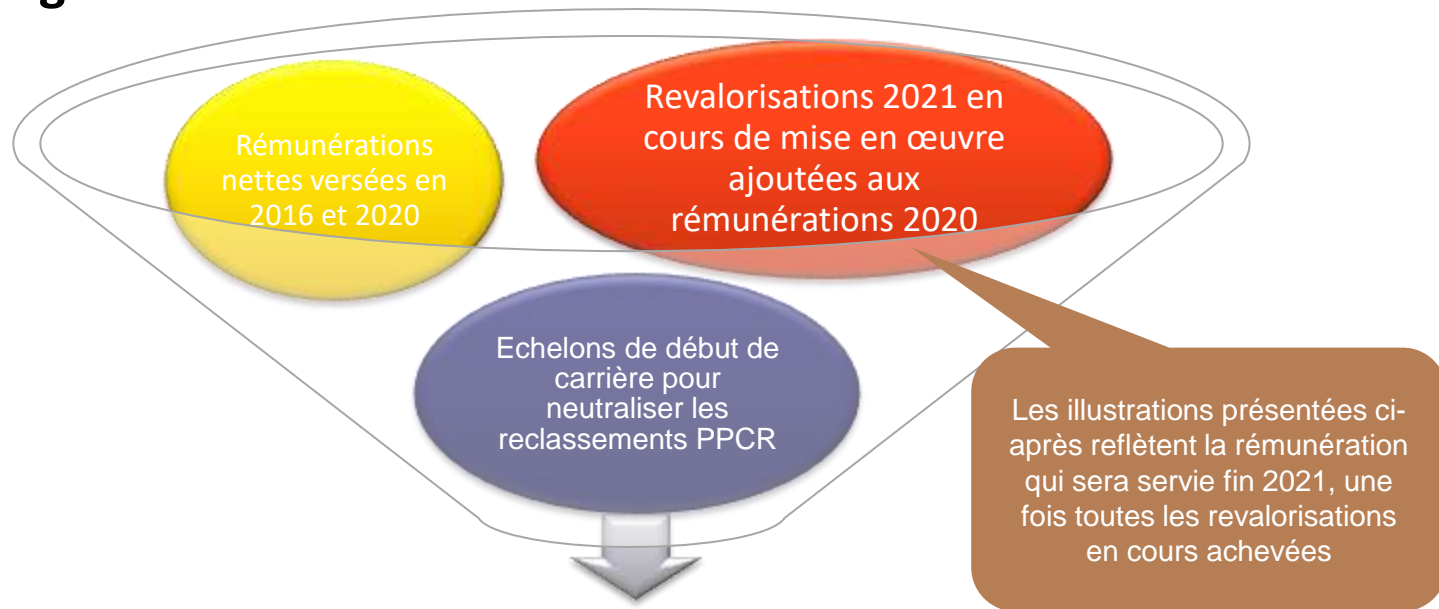 Rémunérations
nettes versées en
2016 et 2020
Revalorisations 2021 en
cours de mise en œuvre
ajoutées aux
rémunérations 2020
Echelons de début de
carrière pour
neutraliser les
reclassements PPCR
Les illustrations présentées ci-
après reflètent la rémunération
qui sera servie fin 2021, une
fois toutes les revalorisations
en cours achevées